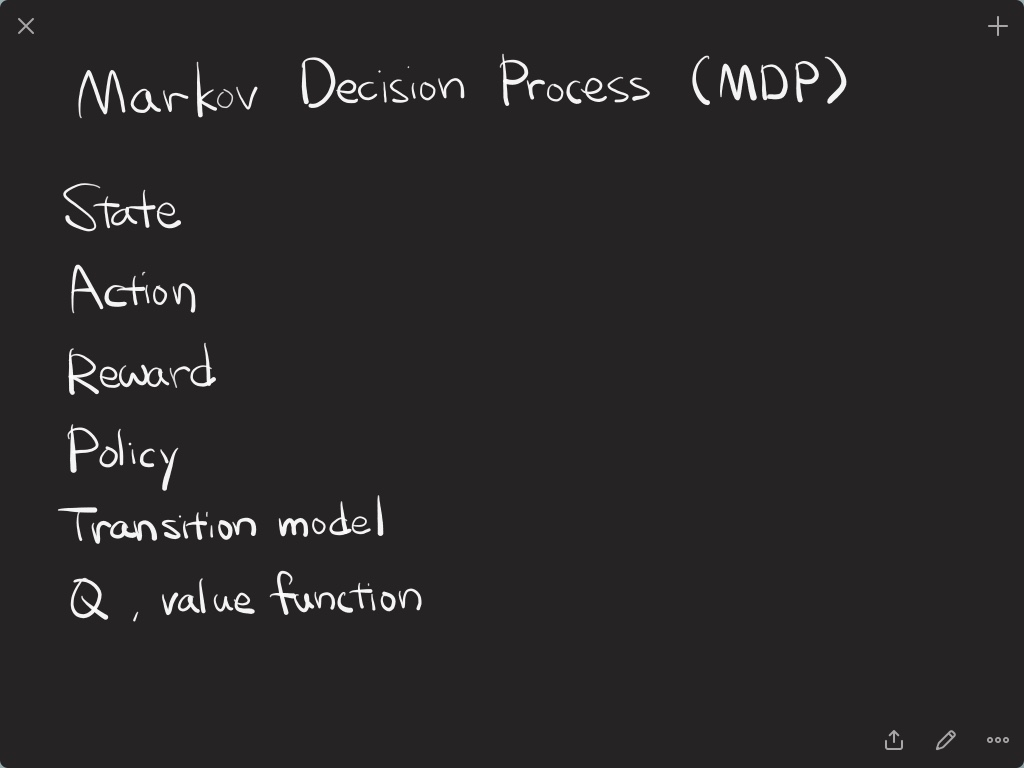 Markov Decision Process (MDP)
State
Action
Reward
Policy
Transition model
Q , value function